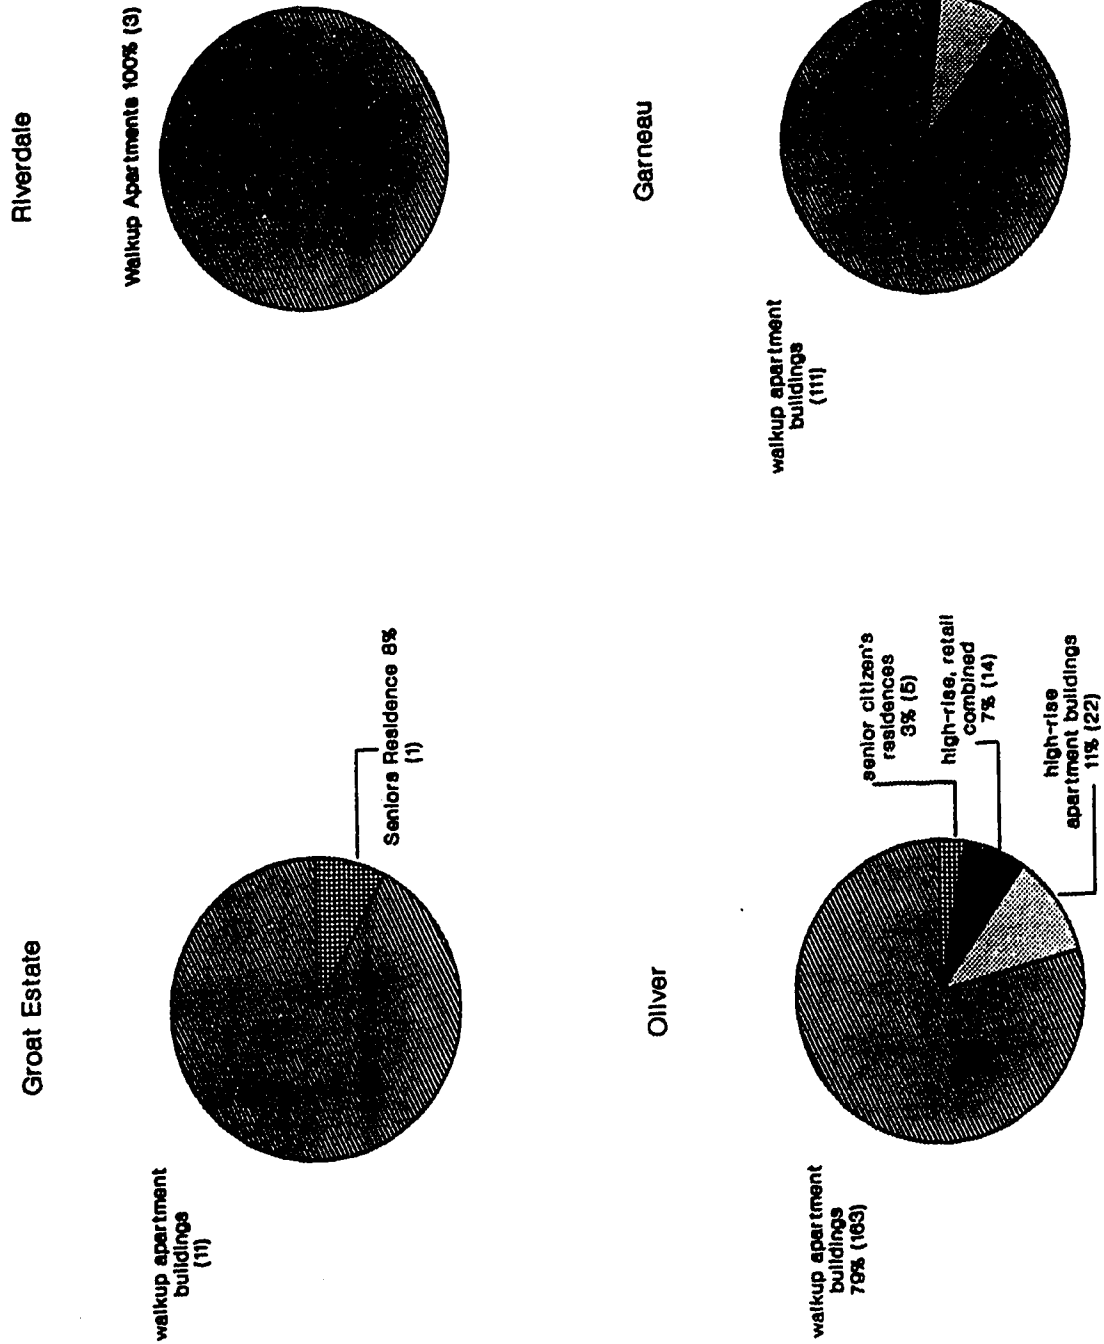 Groat Estate
walkup apartment
buildings
(11)
Seniors Residence 8%
(1)
Riverdale
Walkup Apartments 100% (3)
Oliver
walkup apartment
buildings
79% (163)
senior citizen's
residences
3% (5)
high-rise, retail
combined
7% (14)
high-rise
apartment buildings
11% (22)
Garneau
walkup apartment
buildings
(111)